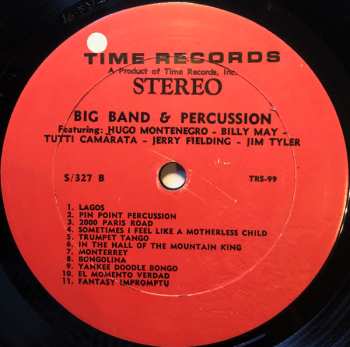 TIME RECORDS
A Product of Time Records, Inc.
STEREO
BIG BAND & PERCUSSION
Featuring: HUGO MONTENEGRO - BILLY MAY -
TUTTI CAMARATA - JERRY FIELDING - JIM TYLER
S/327 B TRS-99
1. LAGOS
2. PIN POINT PERCUSSION
3. 2000 PARIS ROAD
4. SOMETIMES I FEEL LIKE A MOTHERLESS CHILD
5. TRUMPET TANGO
6. IN THE HALL OF THE MOUNTAIN KING
7. MONTERREY
8. BONGOLINA
9. YANKEE DOODLE BONGO
10. EL MOMENTO VERDAD
11. FANTASY IMPROMPTU